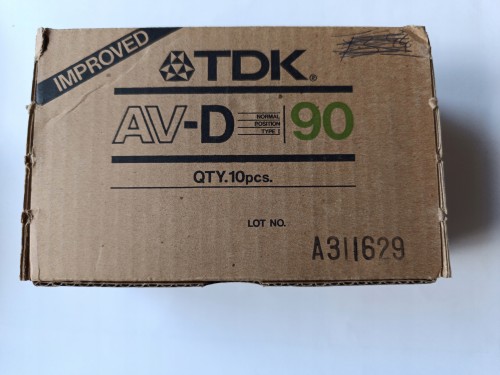 IMPROVED
TDK®
AV-D NORMAL POSITION TYPE I 90
QTY.10pcs.
LOT NO.
A311629